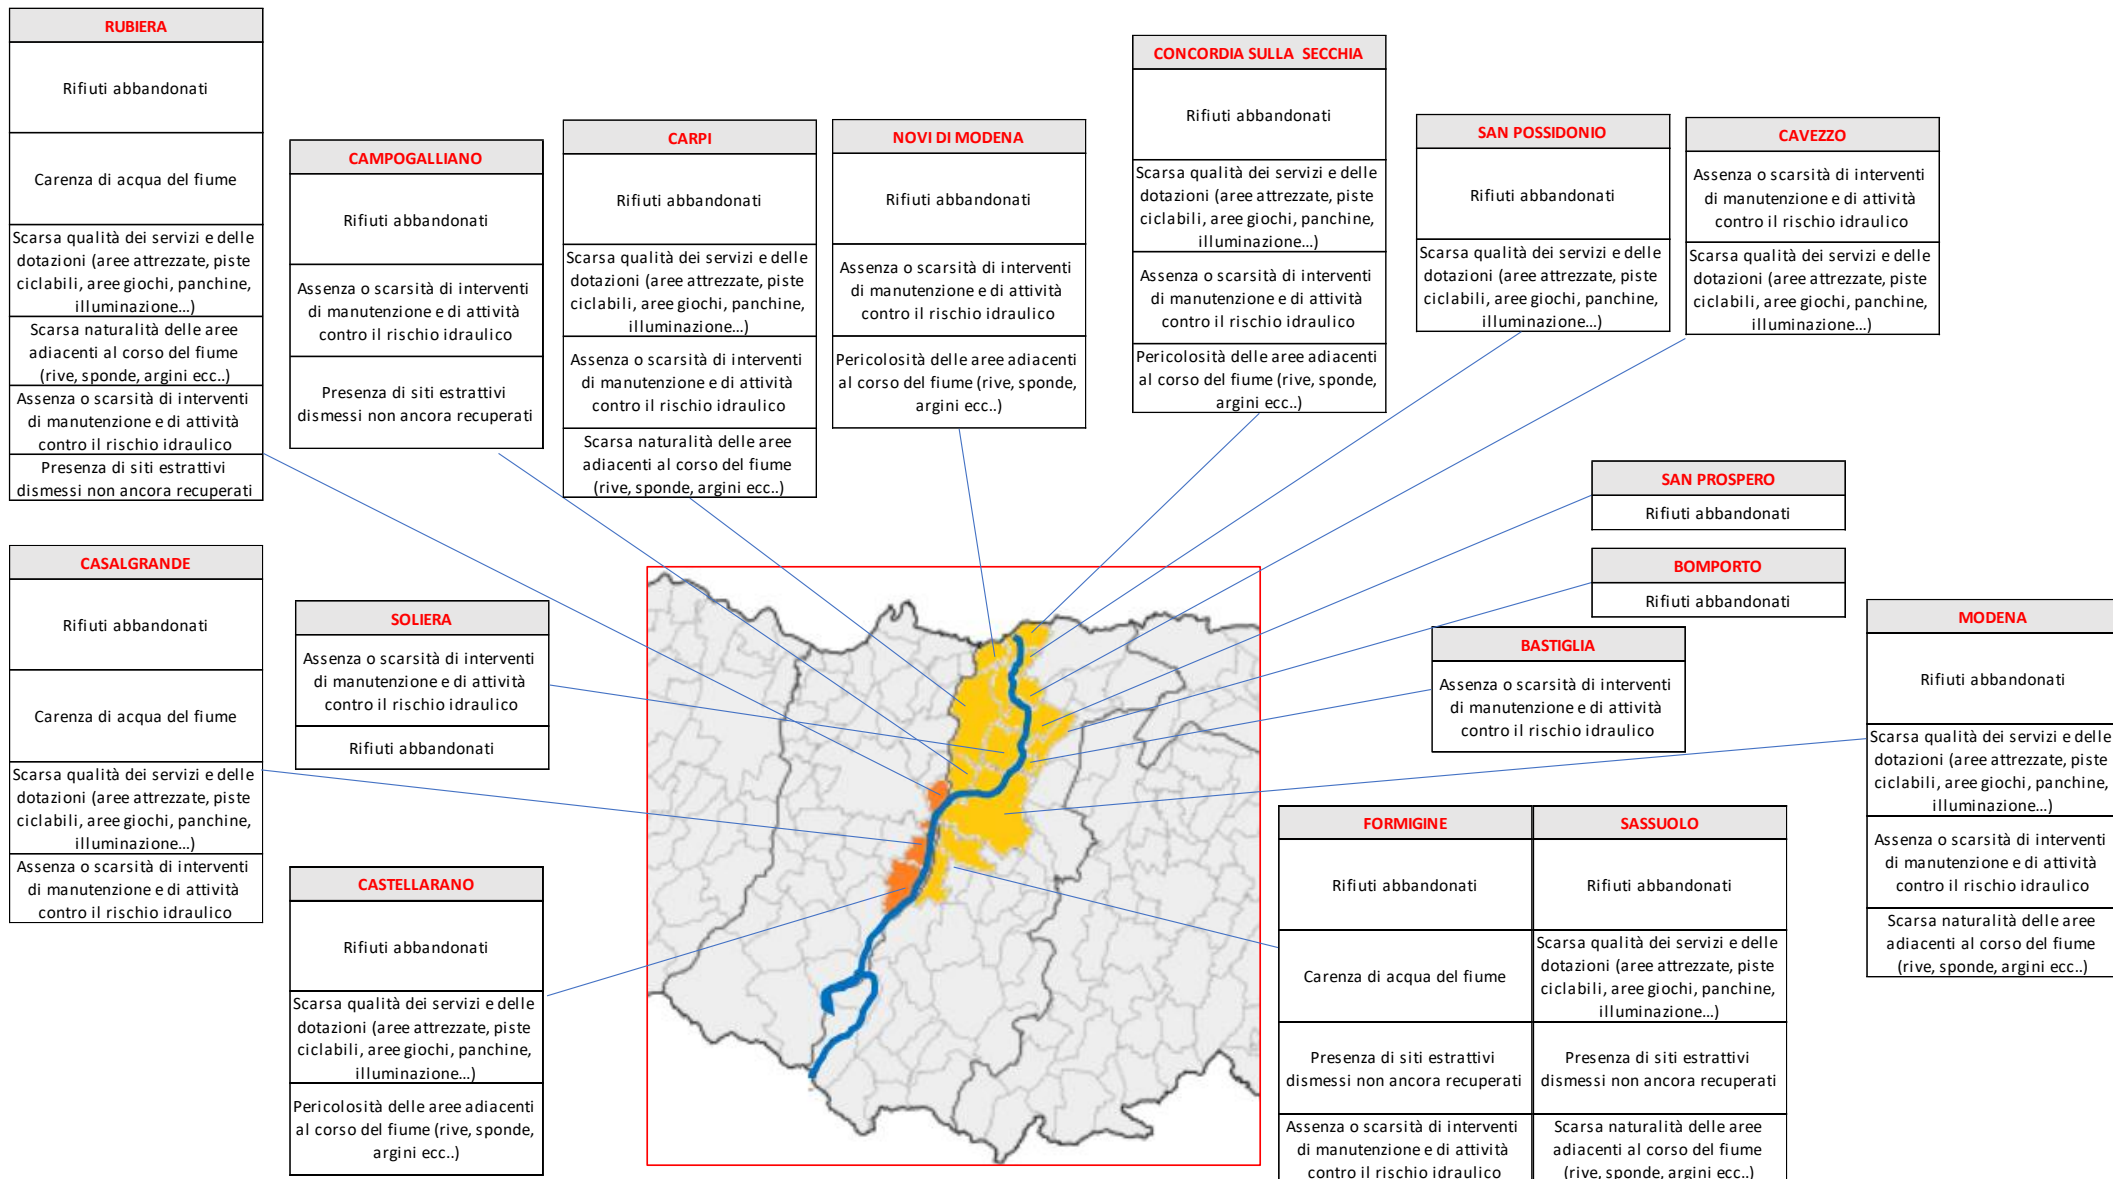 RUBIERA
Rifiuti abbandonati
Carenza di acqua del fiume
Scarsa qualità dei servizi e delle
dotazioni (aree attrezzate, piste
ciclabili, aree giochi, panchine,
illuminazione…)
Scarsa naturalità delle aree
adiacenti al corso del fiume
(rive, sponde, argini ecc..)
Assenza o scarsità di interventi
di manutenzione e di attività
contro il rischio idraulico
Presenza di siti estrattivi
dismessi non ancora recuperati
CAMPOGALLIANO
Rifiuti abbandonati
Assenza o scarsità di interventi
di manutenzione e di attività
contro il rischio idraulico
Presenza di siti estrattivi
dismessi non ancora recuperati
CARPI
Rifiuti abbandonati
Scarsa qualità dei servizi e delle
dotazioni (aree attrezzate, piste
ciclabili, aree giochi, panchine,
illuminazione…)
Assenza o scarsità di interventi
di manutenzione e di attività
contro il rischio idraulico
Scarsa naturalità delle aree
adiacenti al corso del fiume
(rive, sponde, argini ecc..)
NOVI DI MODENA
Rifiuti abbandonati
Assenza o scarsità di interventi
di manutenzione e di attività
contro il rischio idraulico
Pericolosità delle aree adiacenti
al corso del fiume (rive, sponde,
argini ecc..)
CONCORDIA SULLA SECCHIA
Rifiuti abbandonati
Scarsa qualità dei servizi e delle
dotazioni (aree attrezzate, piste
ciclabili, aree giochi, panchine,
illuminazione…)
Assenza o scarsità di interventi
di manutenzione e di attività
contro il rischio idraulico
Pericolosità delle aree adiacenti
al corso del fiume (rive, sponde,
argini ecc..)
SAN POSSIDONIO
Rifiuti abbandonati
Scarsa qualità dei servizi e delle
dotazioni (aree attrezzate, piste
ciclabili, aree giochi, panchine,
illuminazione…)
CAVEZZO
Assenza o scarsità di interventi
di manutenzione e di attività
contro il rischio idraulico
Scarsa qualità dei servizi e delle
dotazioni (aree attrezzate, piste
ciclabili, aree giochi, panchine,
illuminazione…)
SAN PROSPERO
Rifiuti abbandonati
BOMPORTO
Rifiuti abbandonati
BASTIGLIA
Assenza o scarsità di interventi
di manutenzione e di attività
contro il rischio idraulico
MODENA
Rifiuti abbandonati
Scarsa qualità dei servizi e delle
dotazioni (aree attrezzate, piste
ciclabili, aree giochi, panchine,
illuminazione…)
Assenza o scarsità di interventi
di manutenzione e di attività
contro il rischio idraulico
Scarsa naturalità delle aree
adiacenti al corso del fiume
(rive, sponde, argini ecc..)
CASALGRANDE
Rifiuti abbandonati
Carenza di acqua del fiume
Scarsa qualità dei servizi e delle
dotazioni (aree attrezzate, piste
ciclabili, aree giochi, panchine,
illuminazione…)
Assenza o scarsità di interventi
di manutenzione e di attività
contro il rischio idraulico
SOLIERA
Assenza o scarsità di interventi
di manutenzione e di attività
contro il rischio idraulico
Rifiuti abbandonati
CASTELLARANO
Rifiuti abbandonati
Scarsa qualità dei servizi e delle
dotazioni (aree attrezzate, piste
ciclabili, aree giochi, panchine,
illuminazione…)
Pericolosità delle aree adiacenti
al corso del fiume (rive, sponde,
argini ecc..)
FORMIGINE
Rifiuti abbandonati
Carenza di acqua del fiume
Presenza di siti estrattivi
dismessi non ancora recuperati
Assenza o scarsità di interventi
di manutenzione e di attività
contro il rischio idraulico
SASSUOLO
Rifiuti abbandonati
Scarsa qualità dei servizi e delle
dotazioni (aree attrezzate, piste
ciclabili, aree giochi, panchine,
illuminazione…)
Presenza di siti estrattivi
dismessi non ancora recuperati
Scarsa naturalità delle aree
adiacenti al corso del fiume
(rive, sponde, argini ecc..)